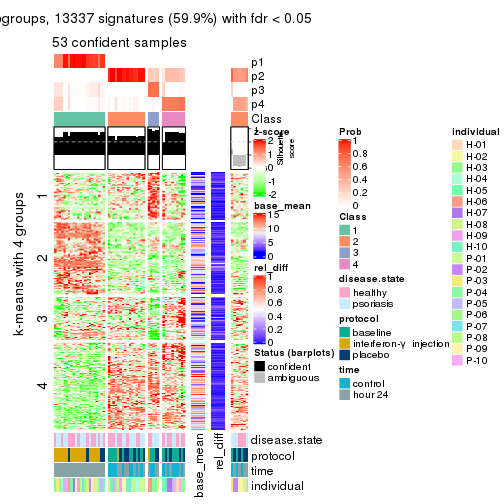 ogroups, 13337 signatures (59.9%) with fdr < 0.05
53 confident samples
p1
p2
p3
p4
Class
Silhouette
score
k-means with 4 groups
1
2
3
4
base_mean
rel_diff
disease.state
protocol
time
individual
z-score
2
1
0
-1
-2
base_mean
15
10
5
0
rel_diff
1
0.8
0.6
0.4
0.2
0
Status (barplots)
confident
ambiguous
Prob
1
0.8
0.6
0.4
0.2
0
Class
1
2
3
4
disease.state
healthy
psoriasis
protocol
baseline
interferon-γ injection
placebo
time
control
hour 24
individual
H-01
H-02
H-03
H-04
H-05
H-06
H-07
H-08
H-09
H-10
P-01
P-02
P-03
P-04
P-05
P-06
P-07
P-08
P-09
P-10